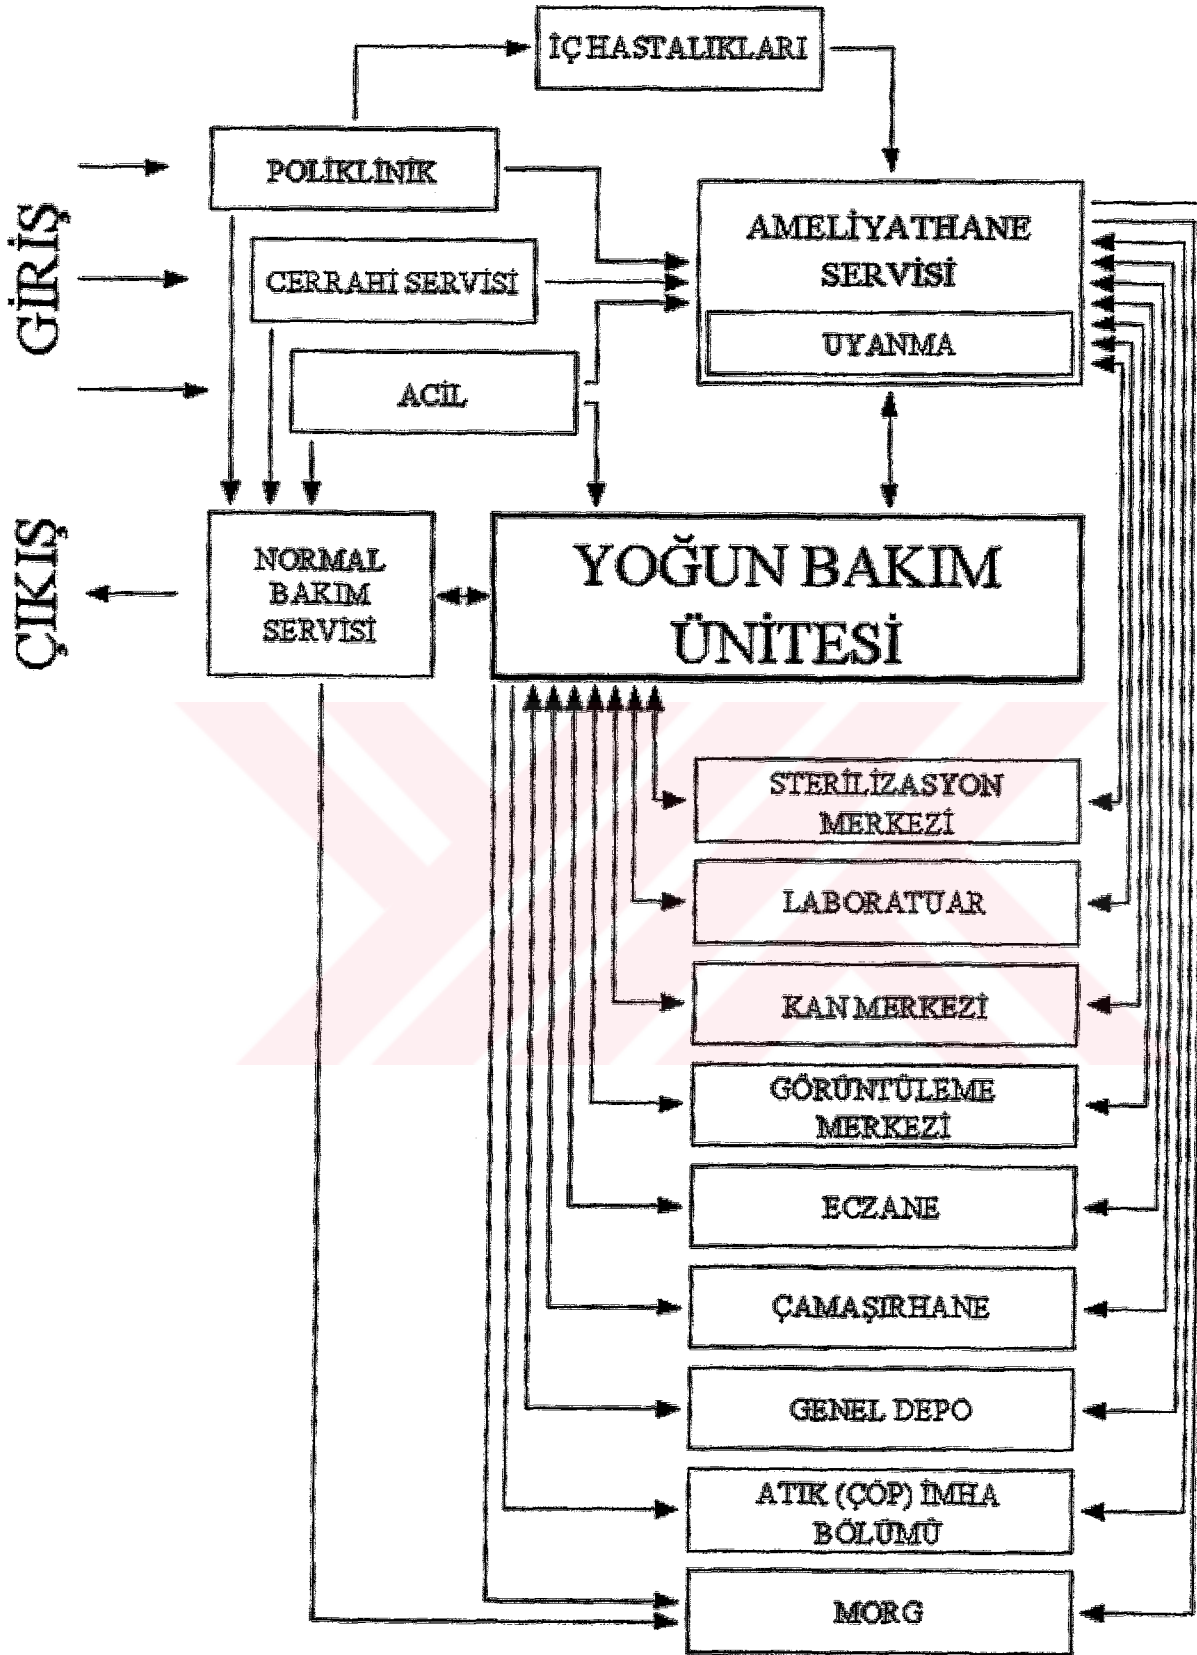 İÇ HASTALIKLARI
POLİKLİNİK
GİRİŞ
CERRAHİ SERVİSİ
AMELİYATHANE
SERVİSİ
UYANMA
ACİL
ÇIKIŞ
NORMAL
BAKIM
SERVİSİ
YOĞUN BAKIM
ÜNİTESİ
STERİLİZASYON
MERKEZİ
LABORATUAR
KAN MERKEZİ
GÖRÜNTÜLEME
MERKEZİ
ECZANE
ÇAMAŞIRHANE
GENEL DEPO
ATIK (ÇÖP) İMHA
BÖLÜMÜ
MORG